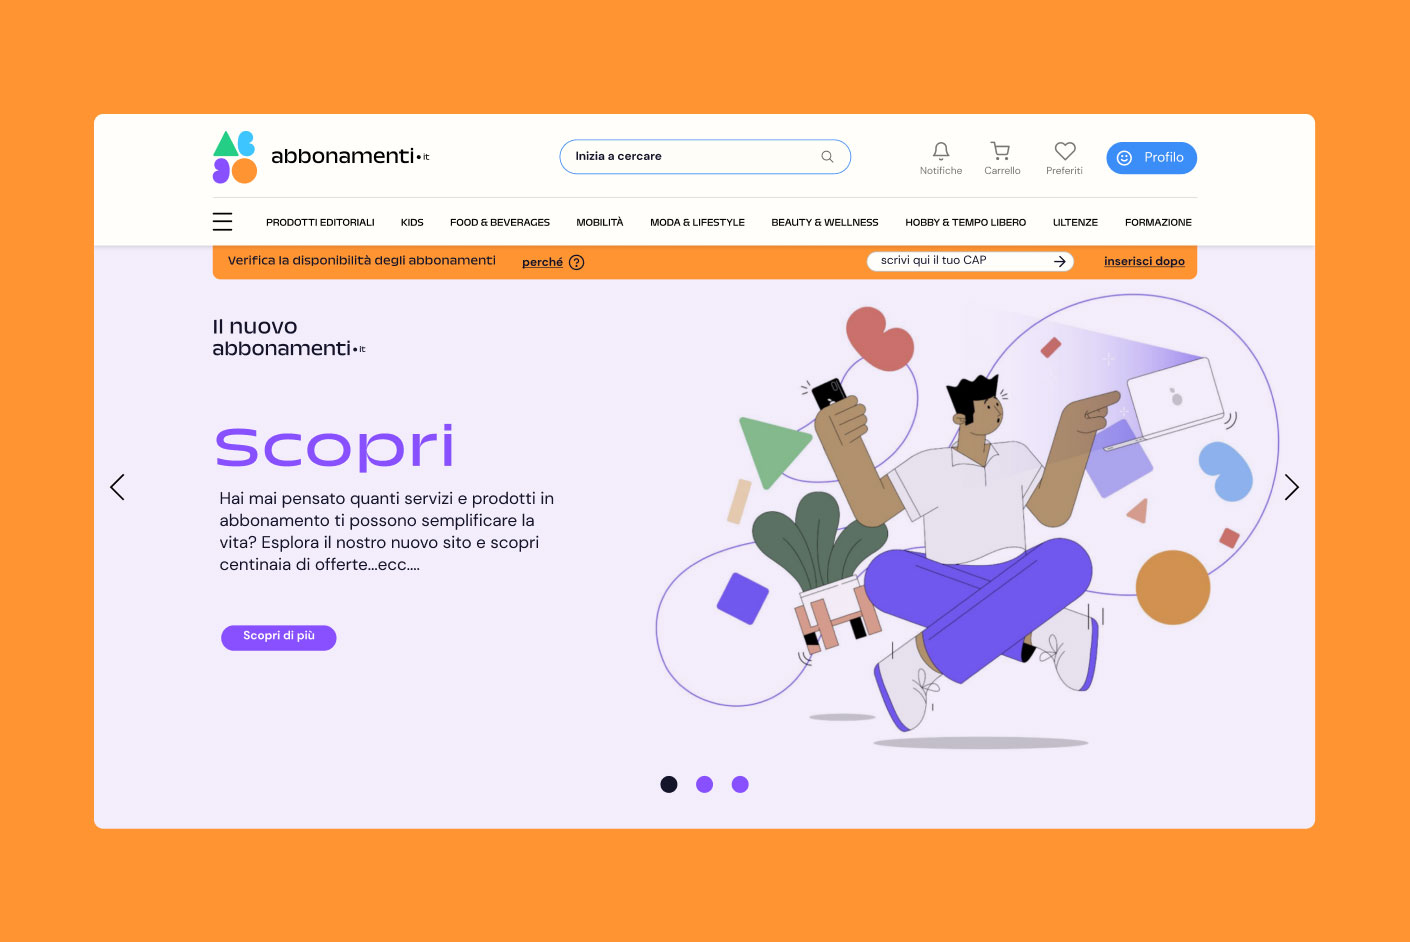 abbonamenti•it
Inizia a cercare
Notifiche
Carrello
Preferiti
Profilo
PRODOTTI EDITORIALI
KIDS
FOOD & BEVERAGES
MOBILITÀ
MODA & LIFESTYLE
BEAUTY & WELLNESS
HOBBY & TEMPO LIBERO
ULTENZE
FORMAZIONE
Verifica la disponibilità degli abbonamenti
perché ?
scrivi qui il tuo CAP
inserisci dopo
Il nuovo
abbonamenti•it
Scopri
Hai mai pensato quanti servizi e prodotti in
abbonamento ti possono semplificare la
vita? Esplora il nostro nuovo sito e scopri
centinaia di offerte...ecc....
Scopri di più